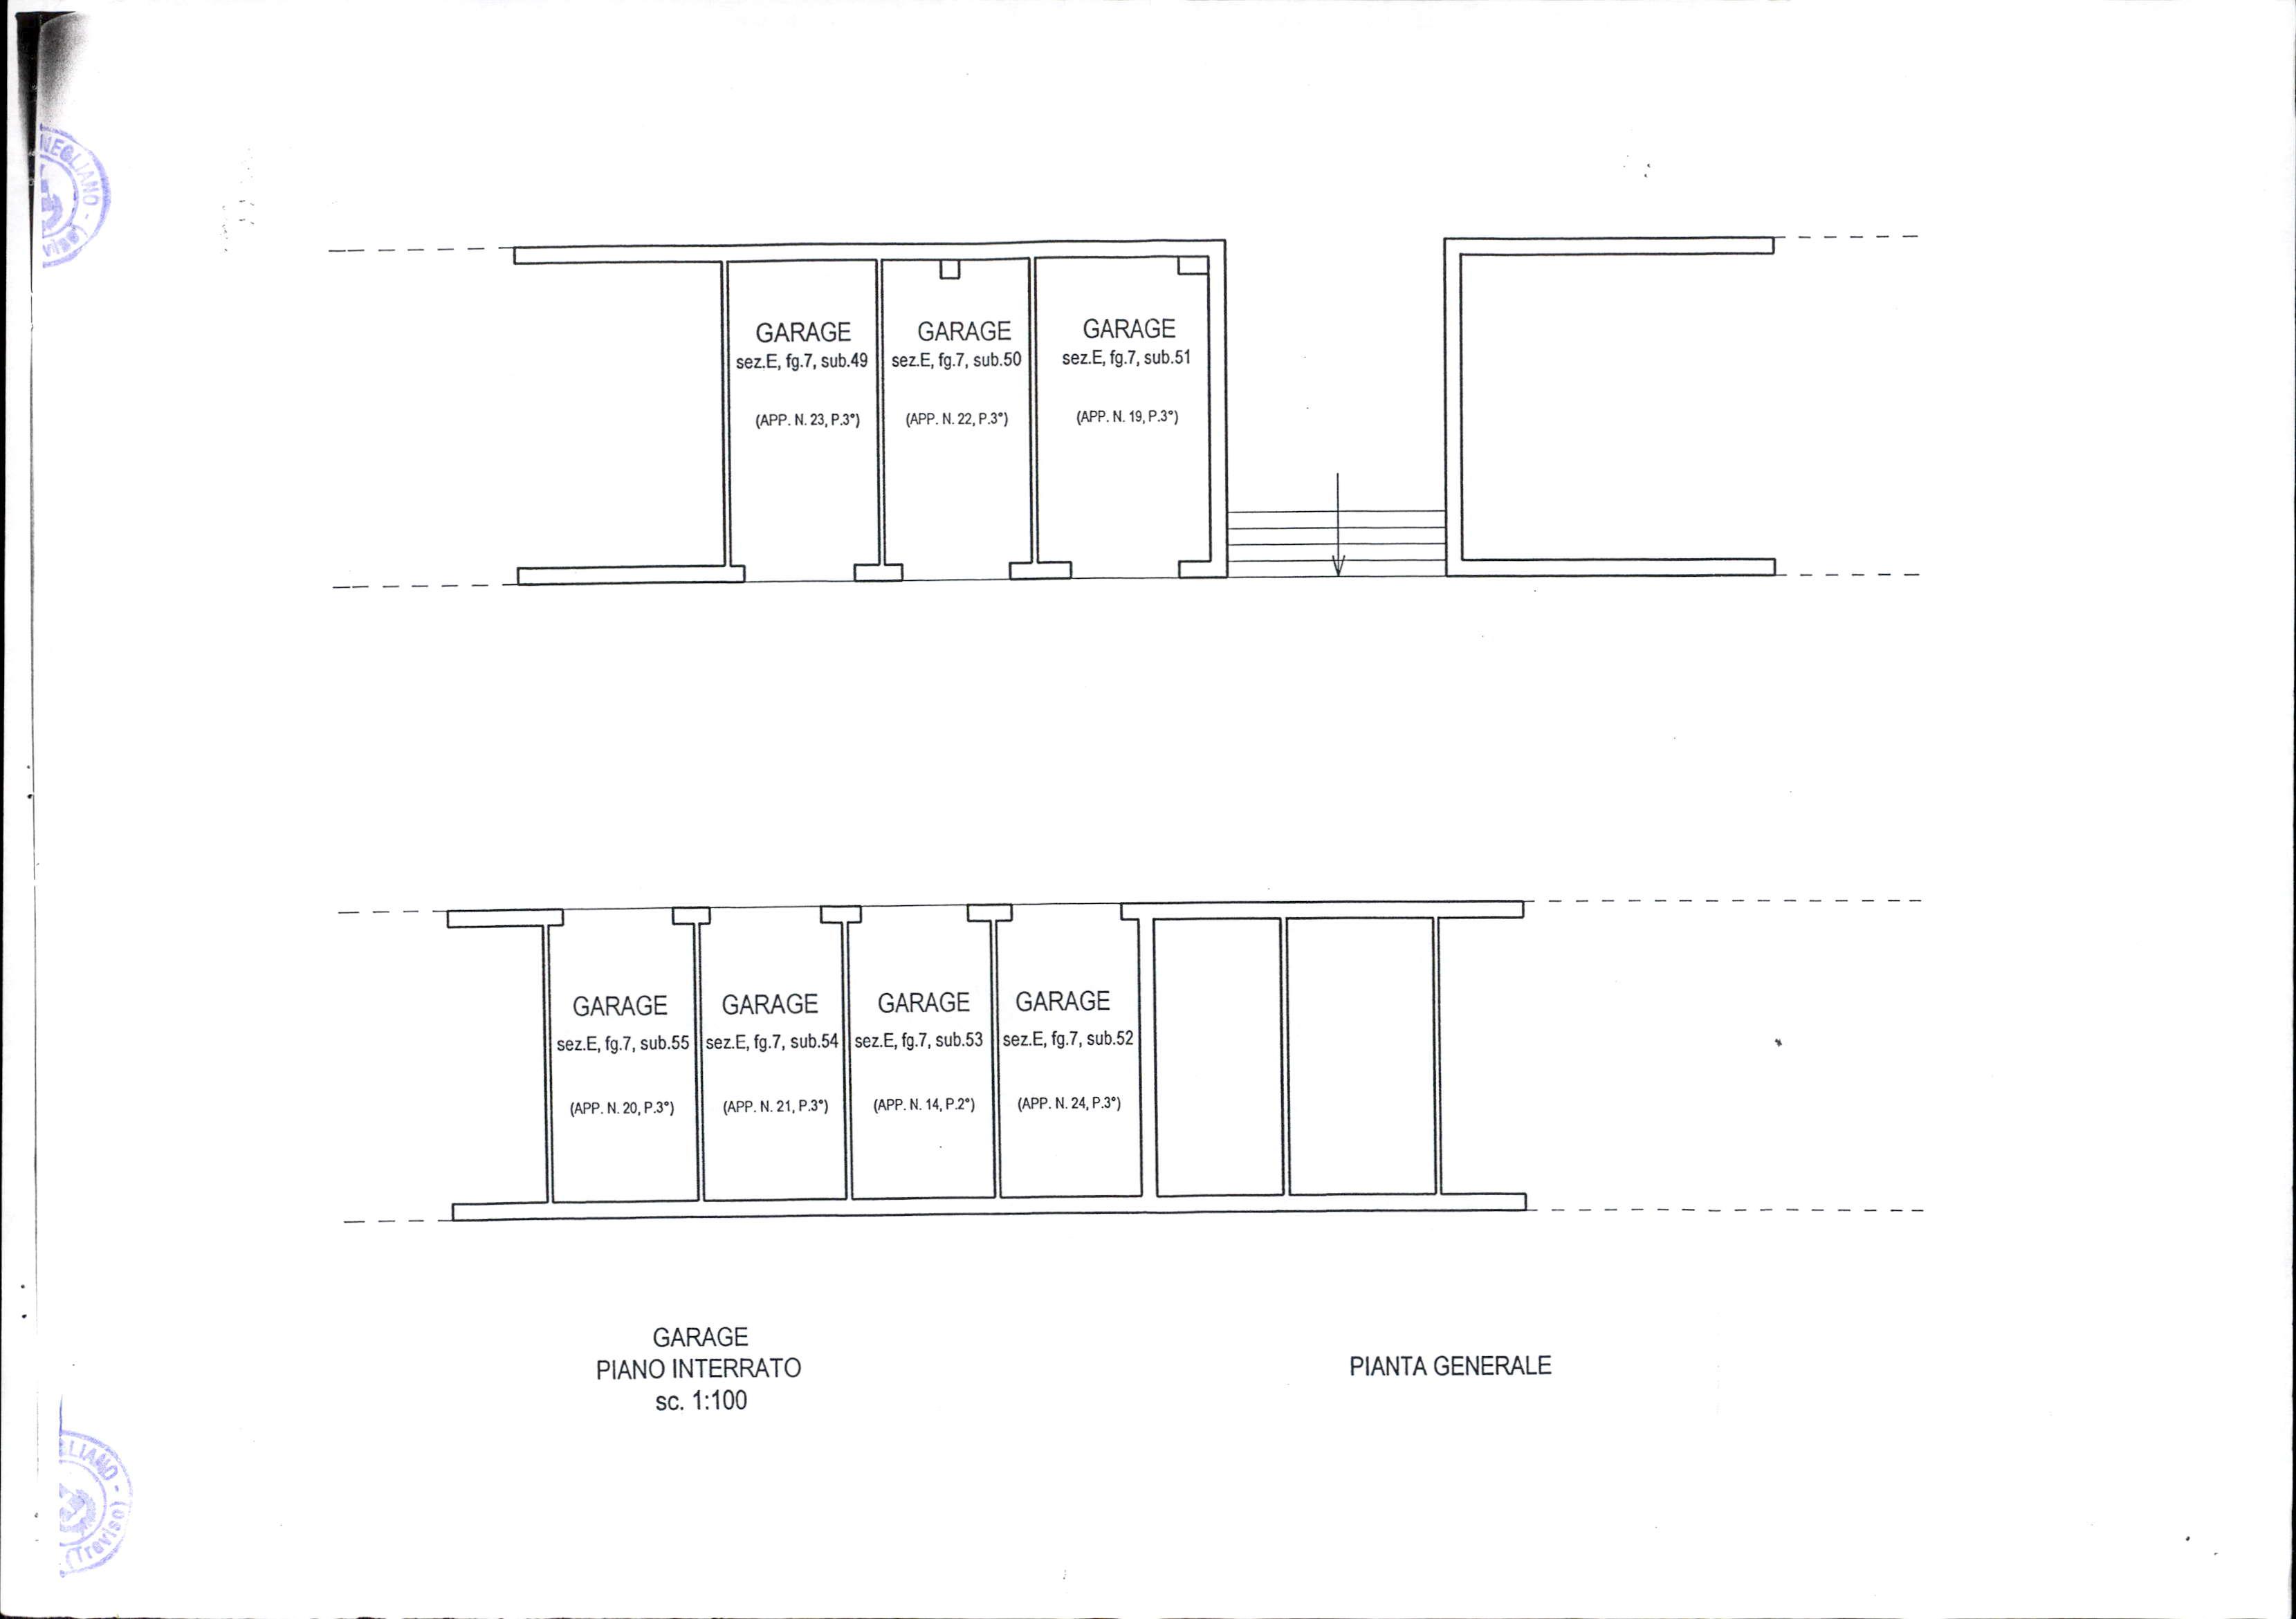 NEGLIANO -
viso)
GARAGE
sez.E, fg.7, sub.49
(APP. N. 23, P.3°)
GARAGE
sez.E, fg.7, sub.50
(APP. N. 22, P.3°)
GARAGE
sez.E, fg.7, sub.51
(APP. N. 19, P.3°)
GARAGE
sez.E, fg.7, sub.55
(APP. N. 20, P.3°)
GARAGE
sez.E, fg.7, sub.54
(APP. N. 21, P.3°)
GARAGE
sez.E, fg.7, sub.53
(APP. N. 14, P.2°)
GARAGE
sez.E, fg.7, sub.52
(APP. N. 24, P.3°)
GARAGE
PIANO INTERRATO
sc. 1:100
PIANTA GENERALE
GLIANO -
(Treviso)